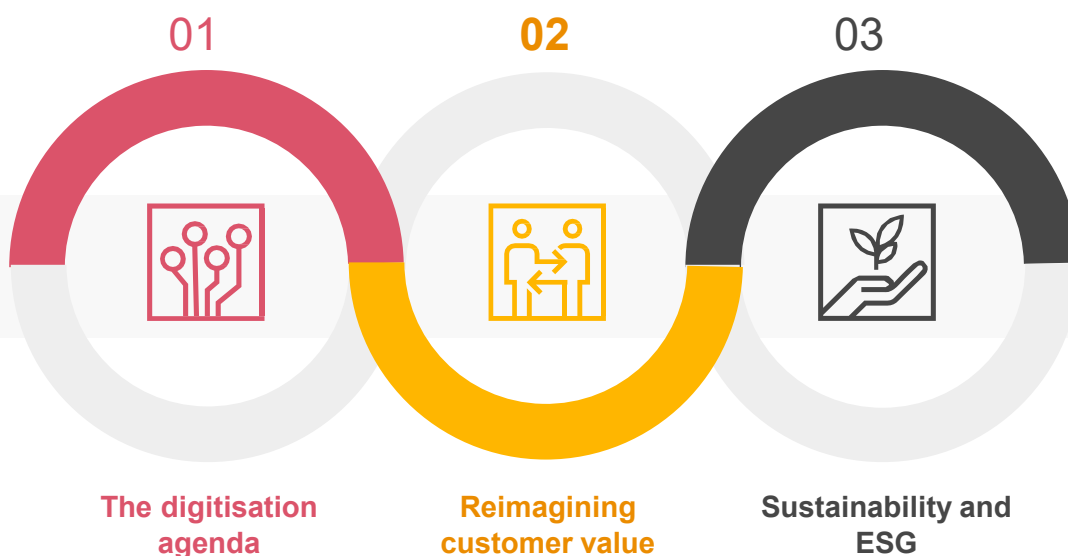 01
02
03
The digitisation
agenda
Reimagining
customer value
Sustainability and
ESG